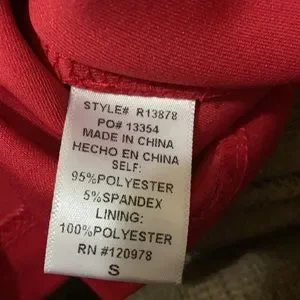 STYLE# R13878
PO# 13354
MADE IN CHINA
HECHO EN CHINA
SELF:
95%POLYESTER
5%SPANDEX
LINING:
100%POLYESTER
RN #120978
S